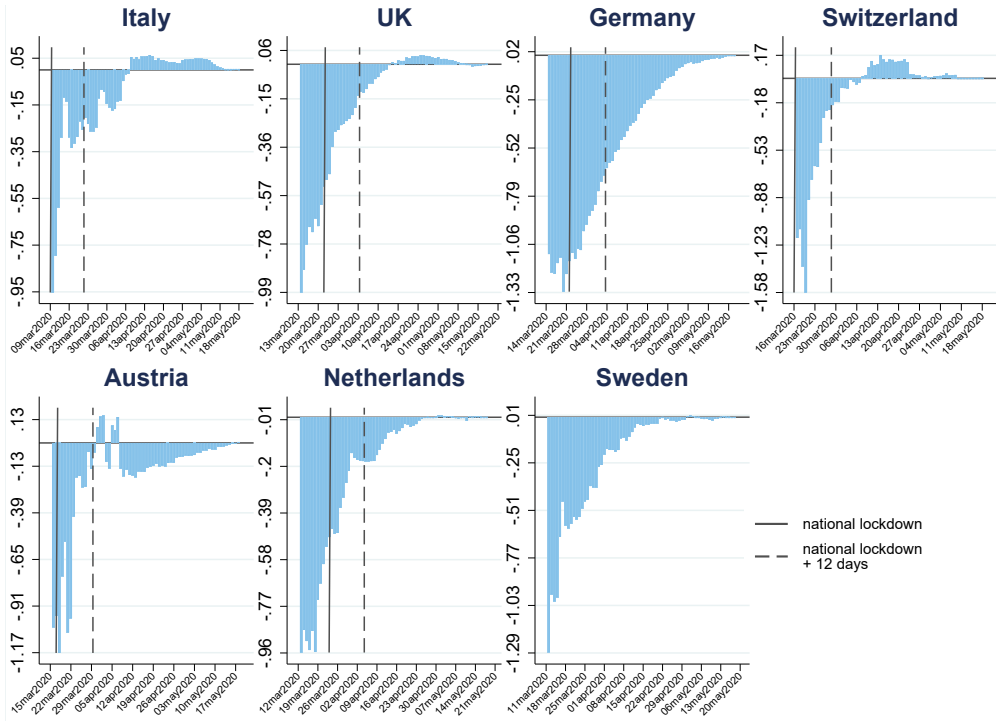 Italy
.05
-.15
-.35
-.55
-.75
-.95
09mar2020
16mar2020
23mar2020
30mar2020
06apr2020
13apr2020
20apr2020
27apr2020
04may2020
11may2020
18may2020
UK
.06
-.15
-.36
-.57
-.78
-.99
13mar2020
20mar2020
27mar2020
03apr2020
10apr2020
17apr2020
24apr2020
01may2020
08may2020
15may2020
22may2020
Germany
.02
-.25
-.52
-.79
-1.06
-1.33
14mar2020
21mar2020
28mar2020
04apr2020
11apr2020
18apr2020
25apr2020
02may2020
09may2020
16may2020
Switzerland
.17
-.18
-.53
-.88
-1.23
-1.58
16mar2020
23mar2020
30mar2020
06apr2020
13apr2020
20apr2020
27apr2020
04may2020
11may2020
18may2020
Austria
.13
-.13
-.39
-.65
-.91
-1.17
15mar2020
22mar2020
29mar2020
05apr2020
12apr2020
19apr2020
26apr2020
03may2020
10may2020
17may2020
Netherlands
-.01
-.2
-.39
-.58
-.77
-.96
12mar2020
19mar2020
26mar2020
02apr2020
09apr2020
16apr2020
23apr2020
30apr2020
07may2020
14may2020
21may2020
Sweden
.01
-.25
-.51
-.77
-1.03
-1.29
11mar2020
18mar2020
25mar2020
01apr2020
08apr2020
15apr2020
22apr2020
29apr2020
06may2020
13may2020
20may2020
national lockdown
national lockdown
+ 12 days